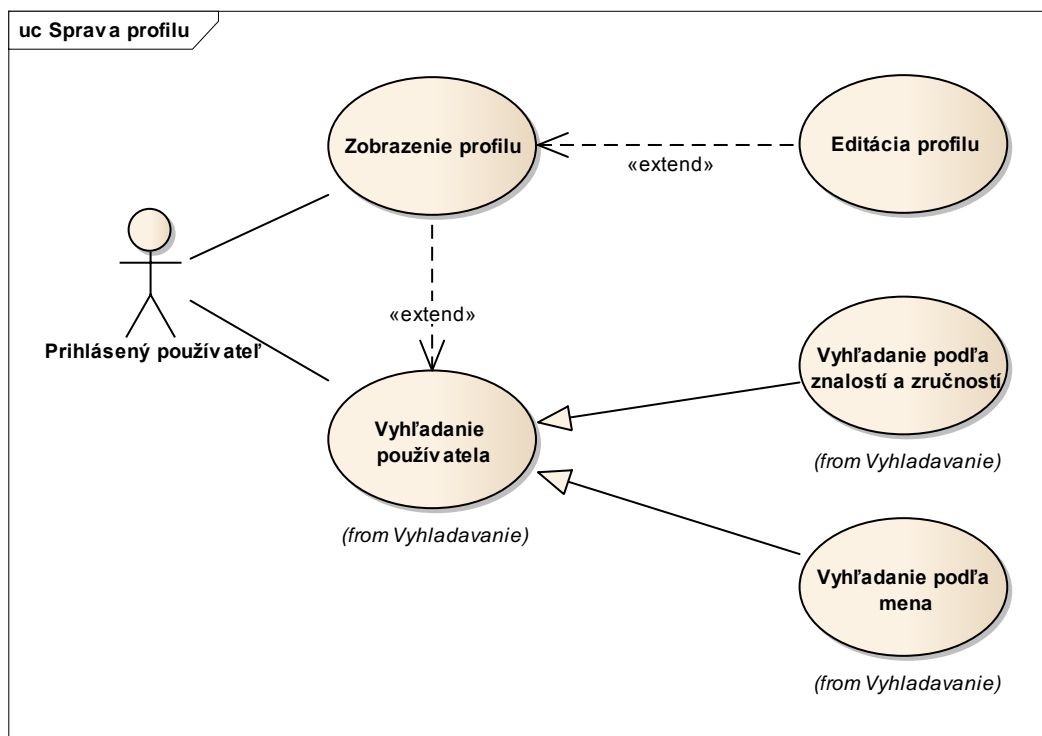 uc Sprava profilu
Zobrazenie profilu
Editácia profilu
«extend»
«extend»
Prihlásený používateľ
Vyhľadanie podľa
znalostí a zručností
(from Vyhladavanie)
Vyhľadanie
používatela
(from Vyhladavanie)
Vyhľadanie podľa
mena
(from Vyhladavanie)